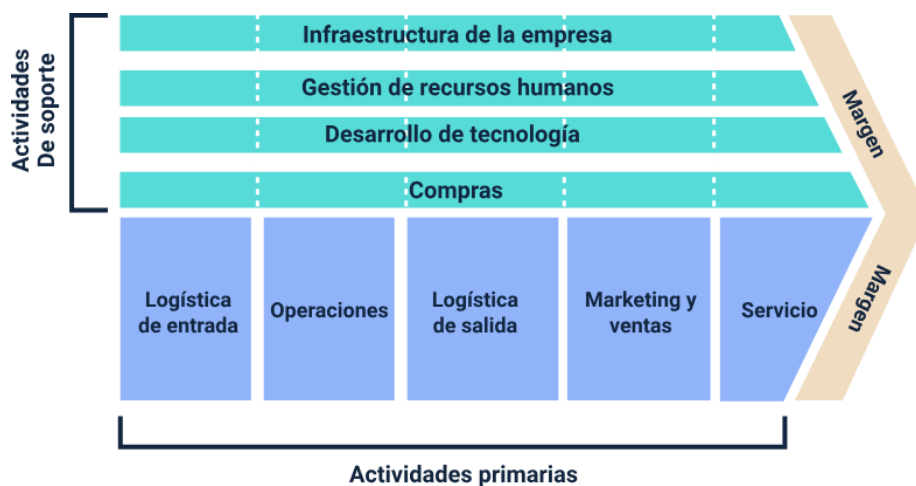 Actividades
De soporte
Infraestructura de la empresa
Gestión de recursos humanos
Desarrollo de tecnología
Compras
Margen
Margen
Logística
de entrada
Operaciones
Logística
de salida
Marketing y
ventas
Servicio
Actividades primarias